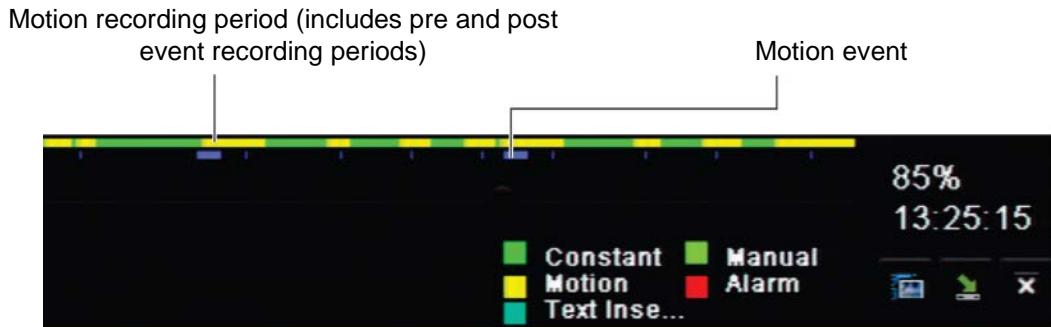 Motion recording period (includes pre and post
event recording periods)
Motion event
85%
13:25:15
Constant
Manual
Motion
Alarm
Text Inse...